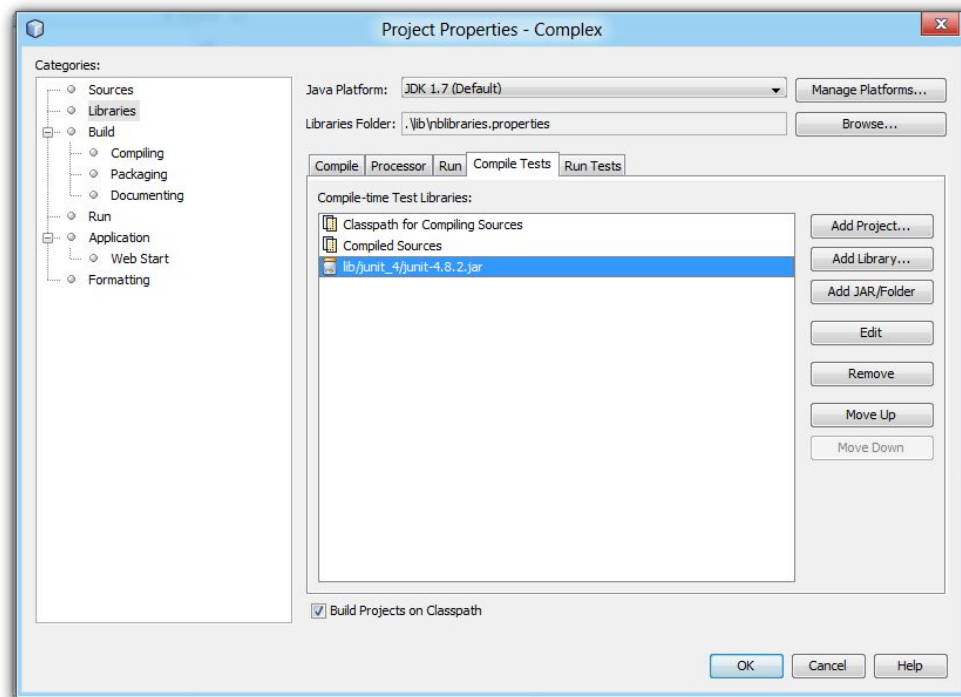 Project Properties - Complex
Categories:
Sources
Libraries
Build
Compiling
Packaging
Documenting
Run
Application
Web Start
Formatting
Java Platform: JDK 1.7 (Default) Manage Platforms...
Libraries Folder: .\lib\nblibraries.properties Browse...
Compile Processor Run Compile Tests Run Tests
Compile-time Test Libraries:
Classpath for Compiling Sources
Compiled Sources
lib/junit_4/junit-4.8.2.jar
Add Project...
Add Library...
Add JAR/Folder
Edit
Remove
Move Up
Move Down
Build Projects on Classpath
OK Cancel Help